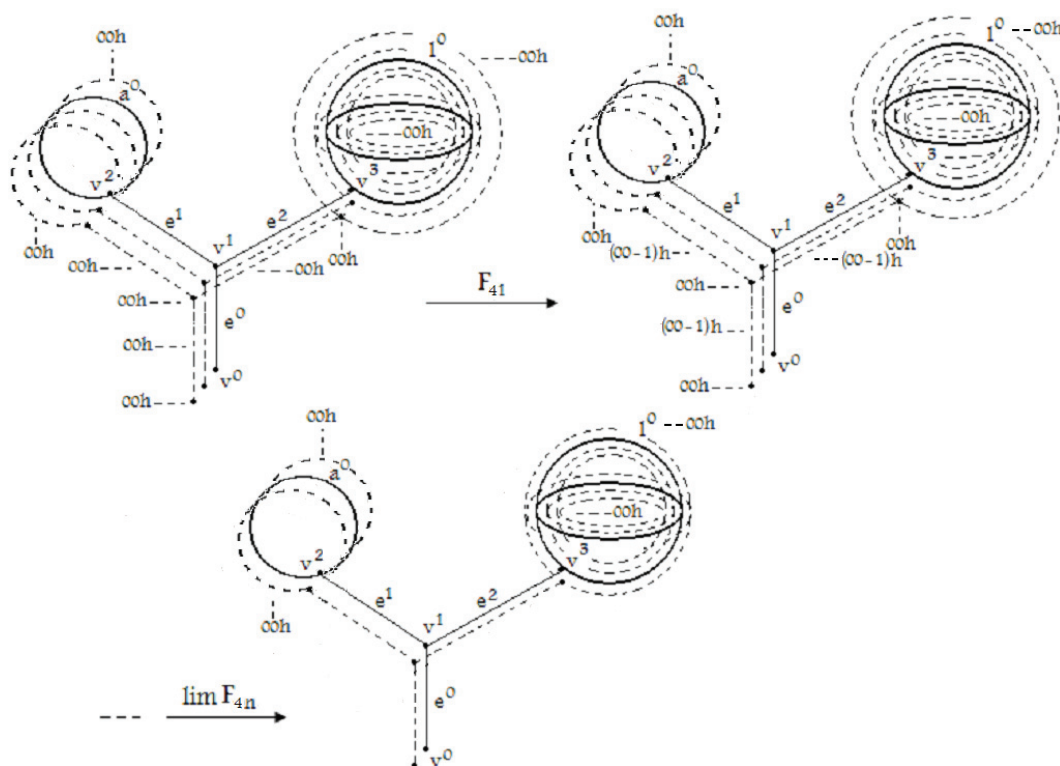 ∞h
a⁰
v²
e¹
∞h
∞h
∞h
∞h
∞h
v¹
e⁰
v⁰
e²
∞h
∞h
v³
∞h
1⁰
∞h
F₄₁
∞h
a⁰
v²
e¹
∞h
(∞-1)h
∞h
(∞-1)h
∞h
v¹
e⁰
v⁰
e²
(∞-1)h
∞h
v³
∞h
1⁰
∞h
lim F₄ₙ
∞h
a⁰
v²
e¹
∞h
v¹
e⁰
v⁰
e²
v³
∞h
1⁰
∞h